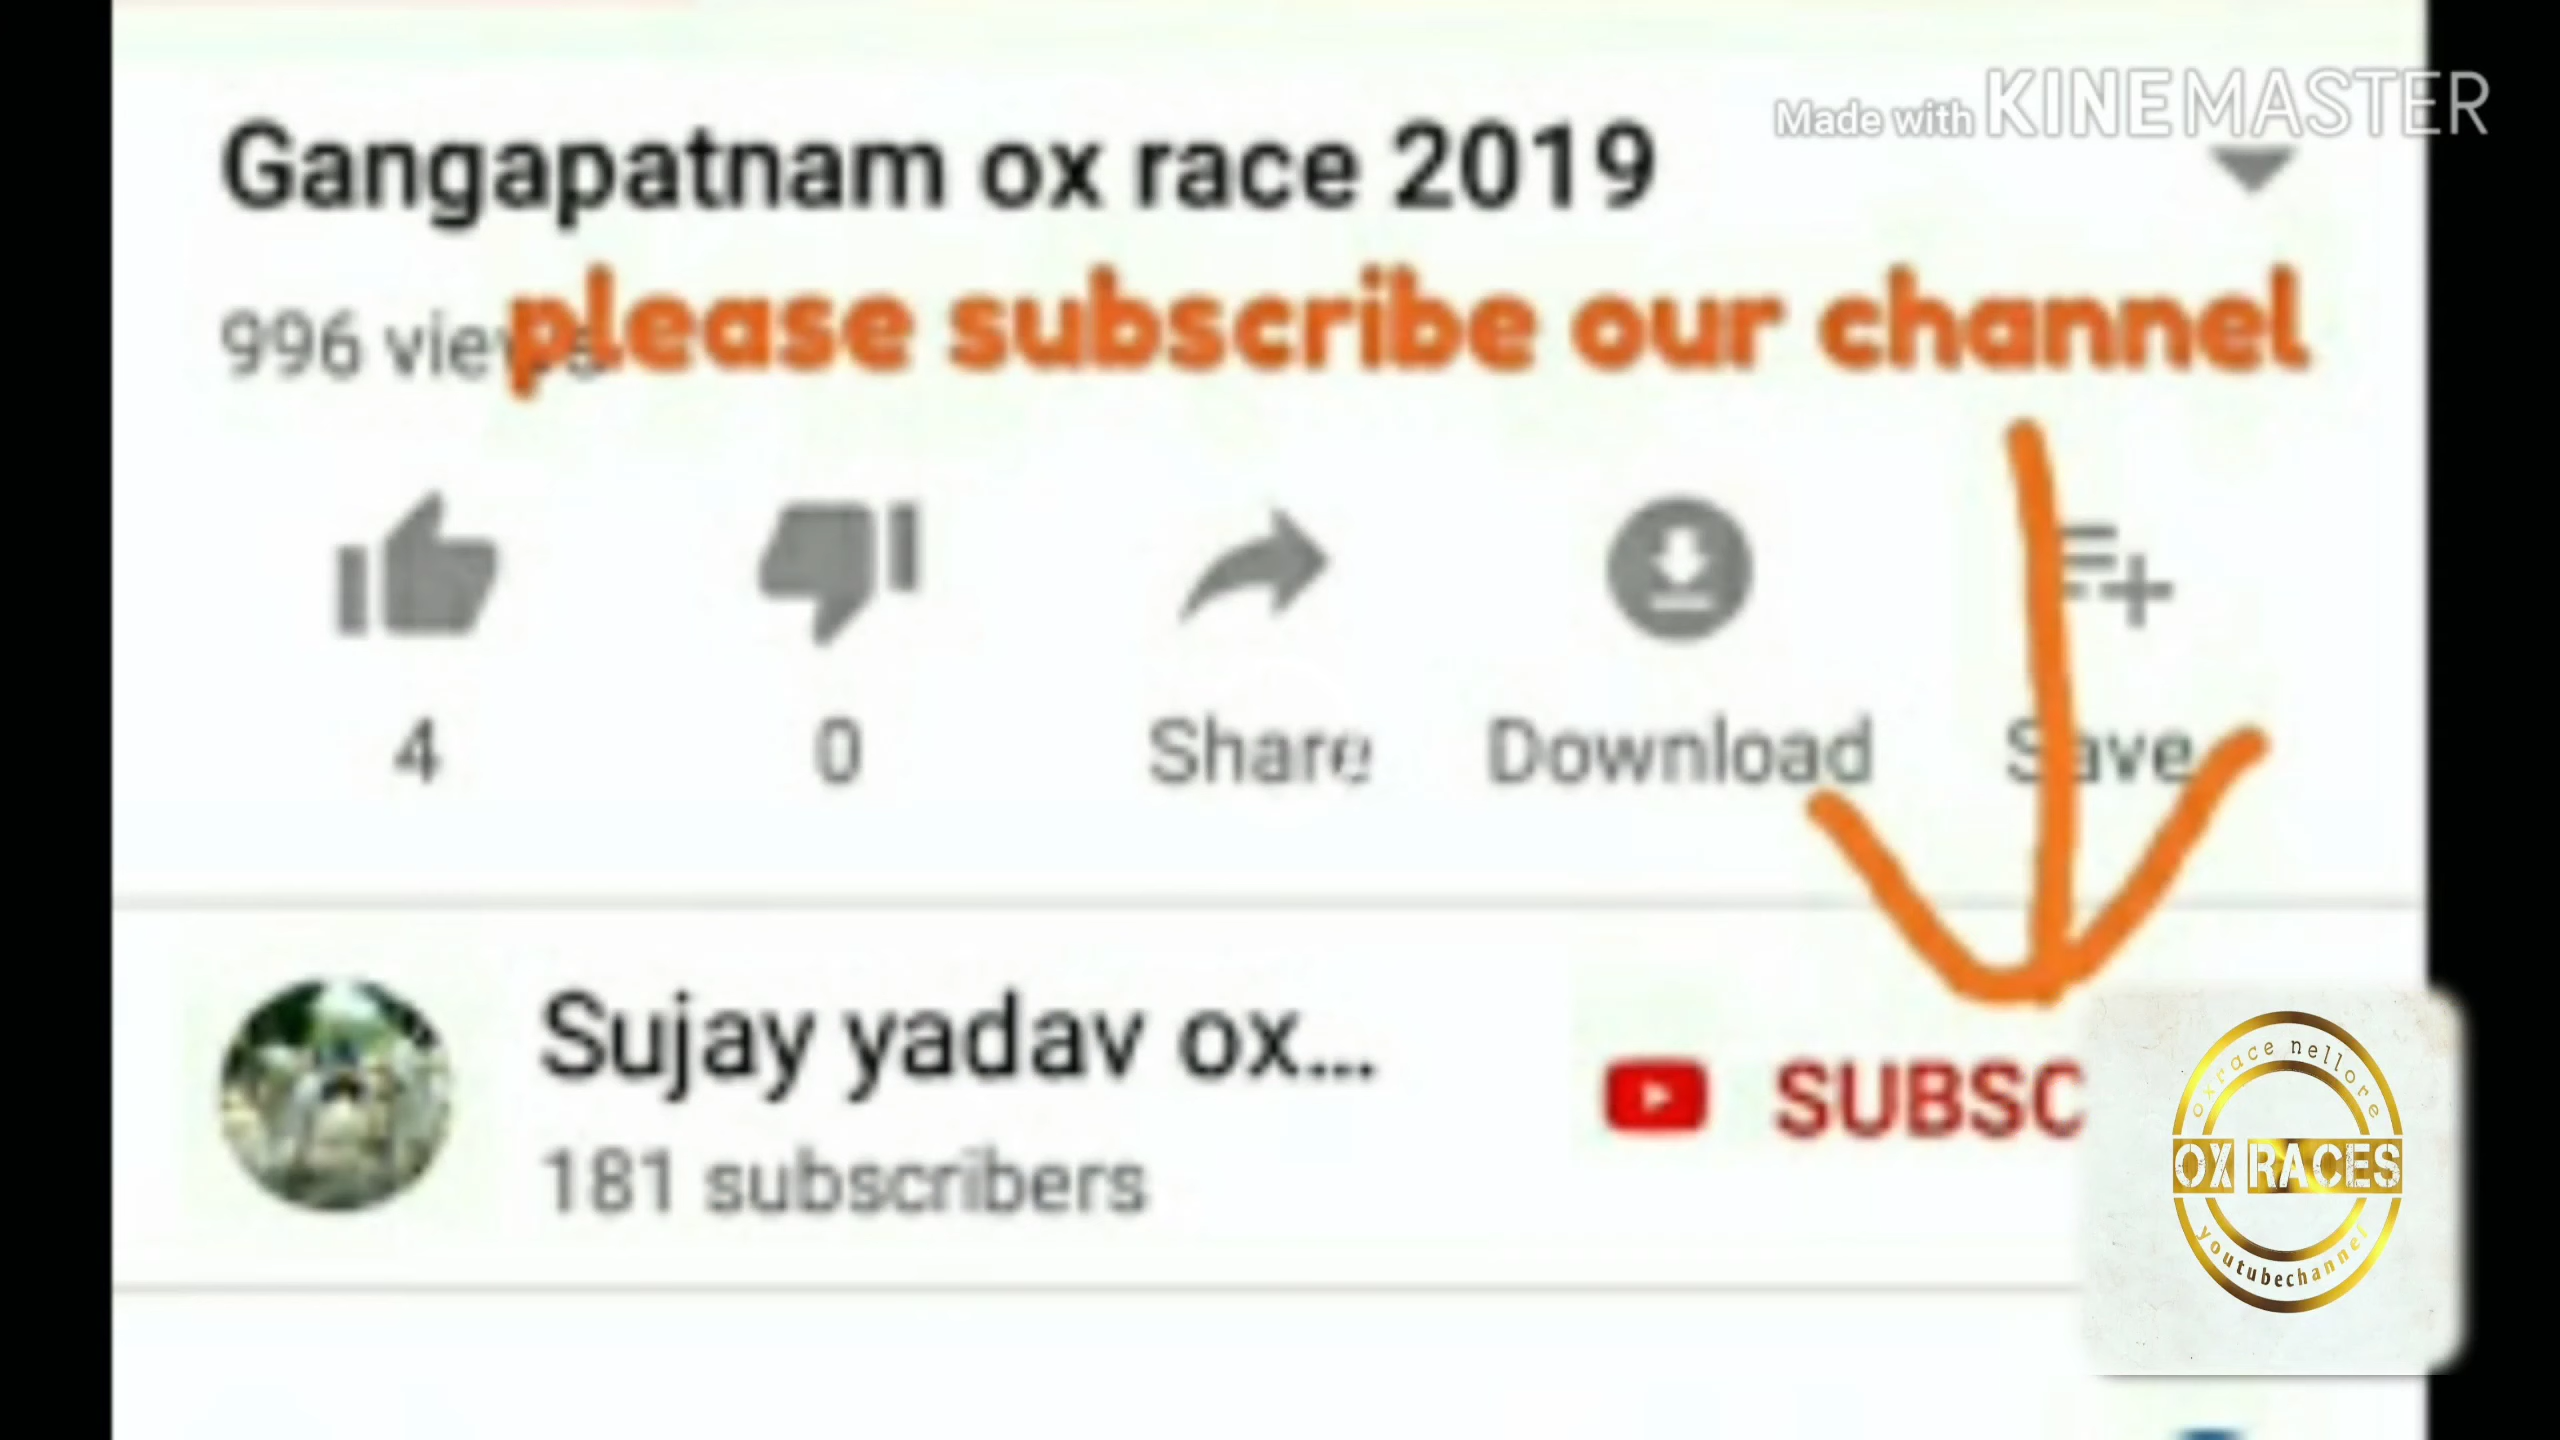 Made with KINEMASTER
Gangapatnam ox race 2019
996 views
please subscribe our channel
4
0
Share
Download
Save
Sujay yadav ox...
181 subscribers
SUBSC
oxrace nellore
OX RACES
youtubechannel